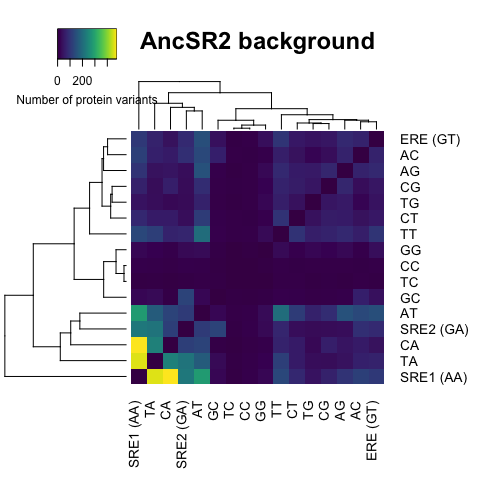 AncSR2 background
0 200
Number of protein variants
ERE (GT)
AC
AG
CG
TG
CT
TT
GG
CC
TC
GC
AT
SRE2 (GA)
CA
TA
SRE1 (AA)
SRE1 (AA) TA CA SRE2 (GA) AT GC TC CC GG TT CT TG CG AG AC ERE (GT)